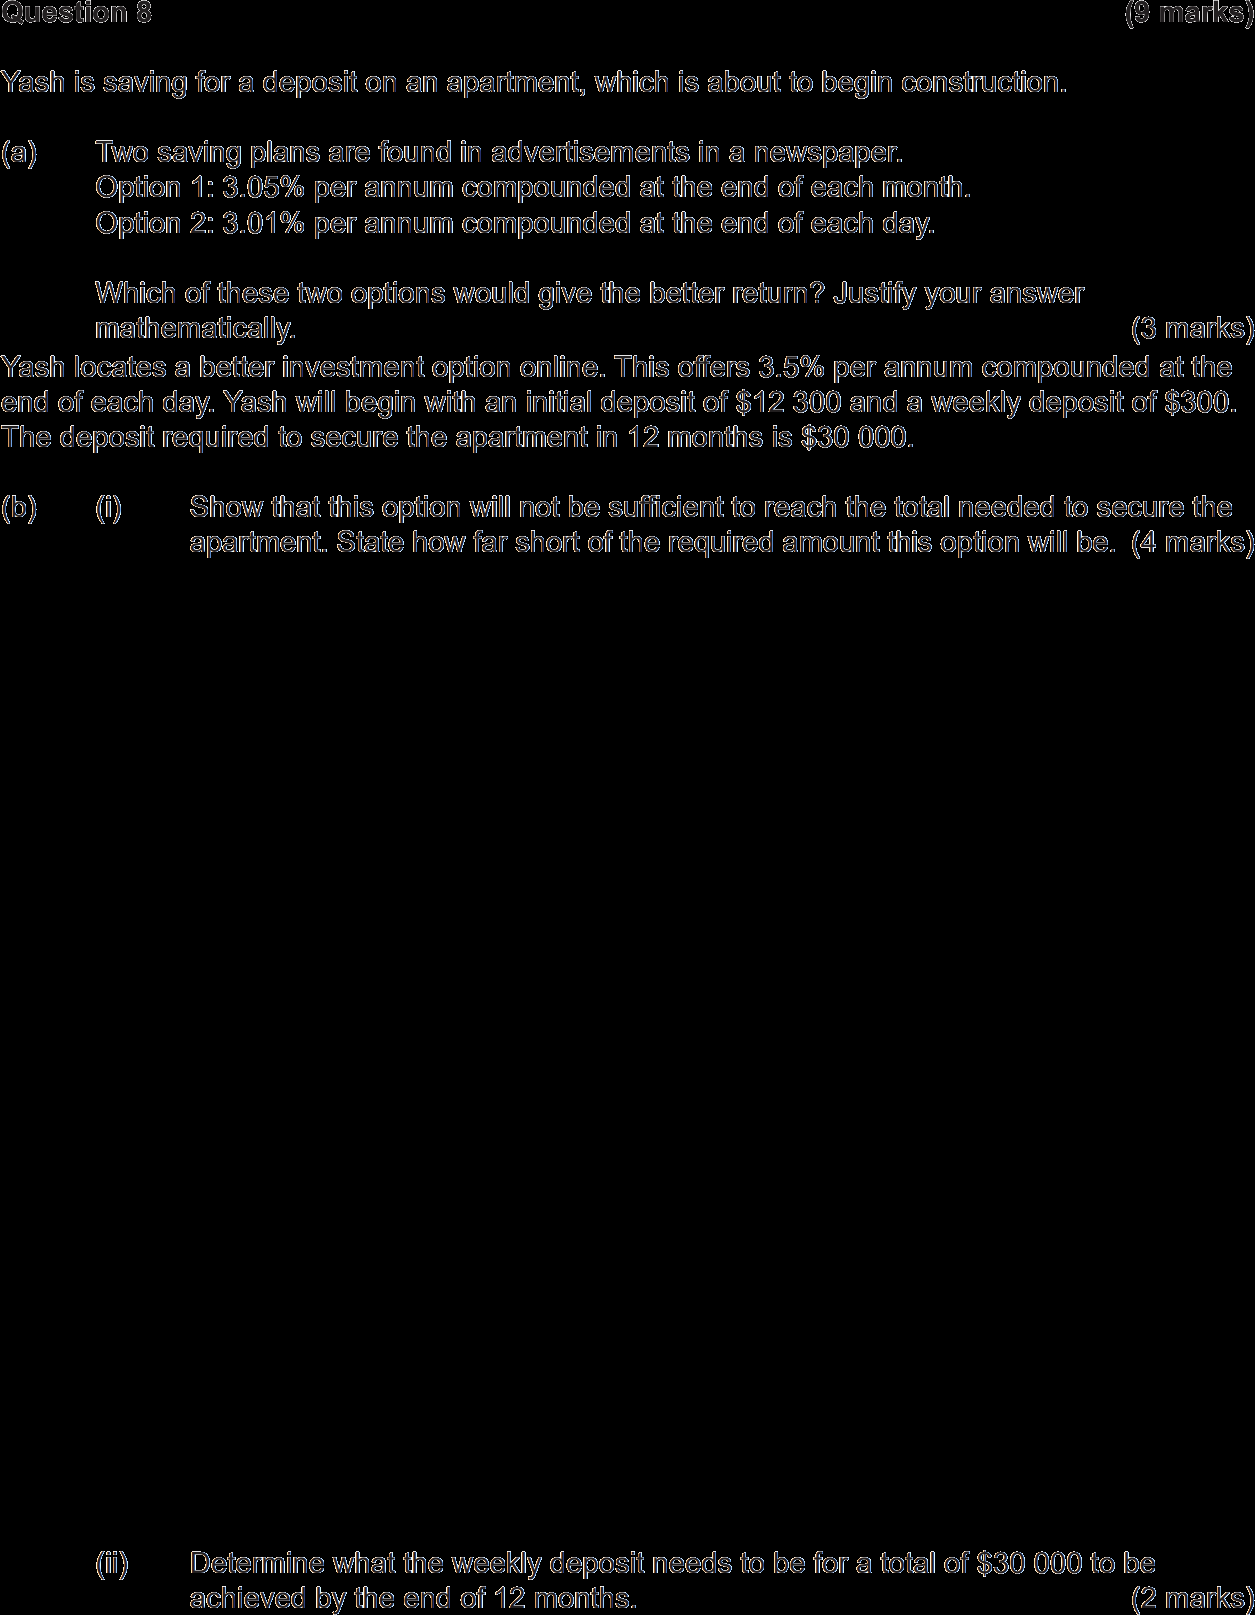 Question 8 (9 marks)
Yash is saving for a deposit on an apartment, which is about to begin construction.
(a) Two saving plans are found in advertisements in a newspaper.
Option 1: 3.05% per annum compounded at the end of each month.
Option 2: 3.01% per annum compounded at the end of each day.
Which of these two options would give the better return? Justify your answer
mathematically. (3 marks)
Yash locates a better investment option online. This offers 3.5% per annum compounded at the
end of each day. Yash will begin with an initial deposit of $12 300 and a weekly deposit of $300.
The deposit required to secure the apartment in 12 months is $30 000.
(b) (i) Show that this option will not be sufficient to reach the total needed to secure the
apartment. State how far short of the required amount this option will be. (4 marks)
(ii) Determine what the weekly deposit needs to be for a total of $30 000 to be
achieved by the end of 12 months. (2 marks)